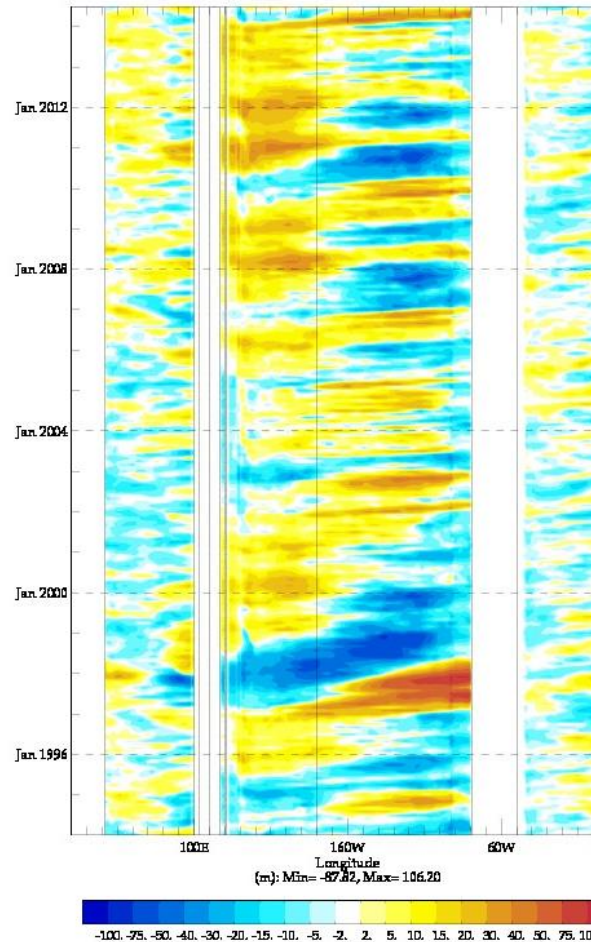 Jan 2012
Jan 2008
Jan 2004
Jan 2000
Jan 1996
100E 160W 60W
Longitude
(m): Min= -87.82, Max= 106.20
-100. -75. -50. -40. -30. -20. -15. -10. -5. -2. 2. 5. 10. 15. 20. 30. 40. 50. 75. 10